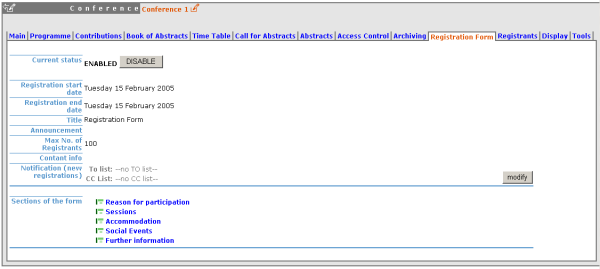 Conference Conference 1
Main Programme Contributions Book of Abstracts Time Table Call for Abstracts Abstracts Access Control Archiving Registration Form Registrants Display Tools
Current status ENABLED DISABLE
Registration start date Tuesday 15 February 2005
Registration end date Tuesday 15 February 2005
Title Registration Form
Announcement
Max No. of Registrants 100
Contant info
Notification (new registrations) To list: --no TO list--
CC List: --no CC list--
modify
Sections of the form
Reason for participation
Sessions
Accommodation
Social Events
Further information